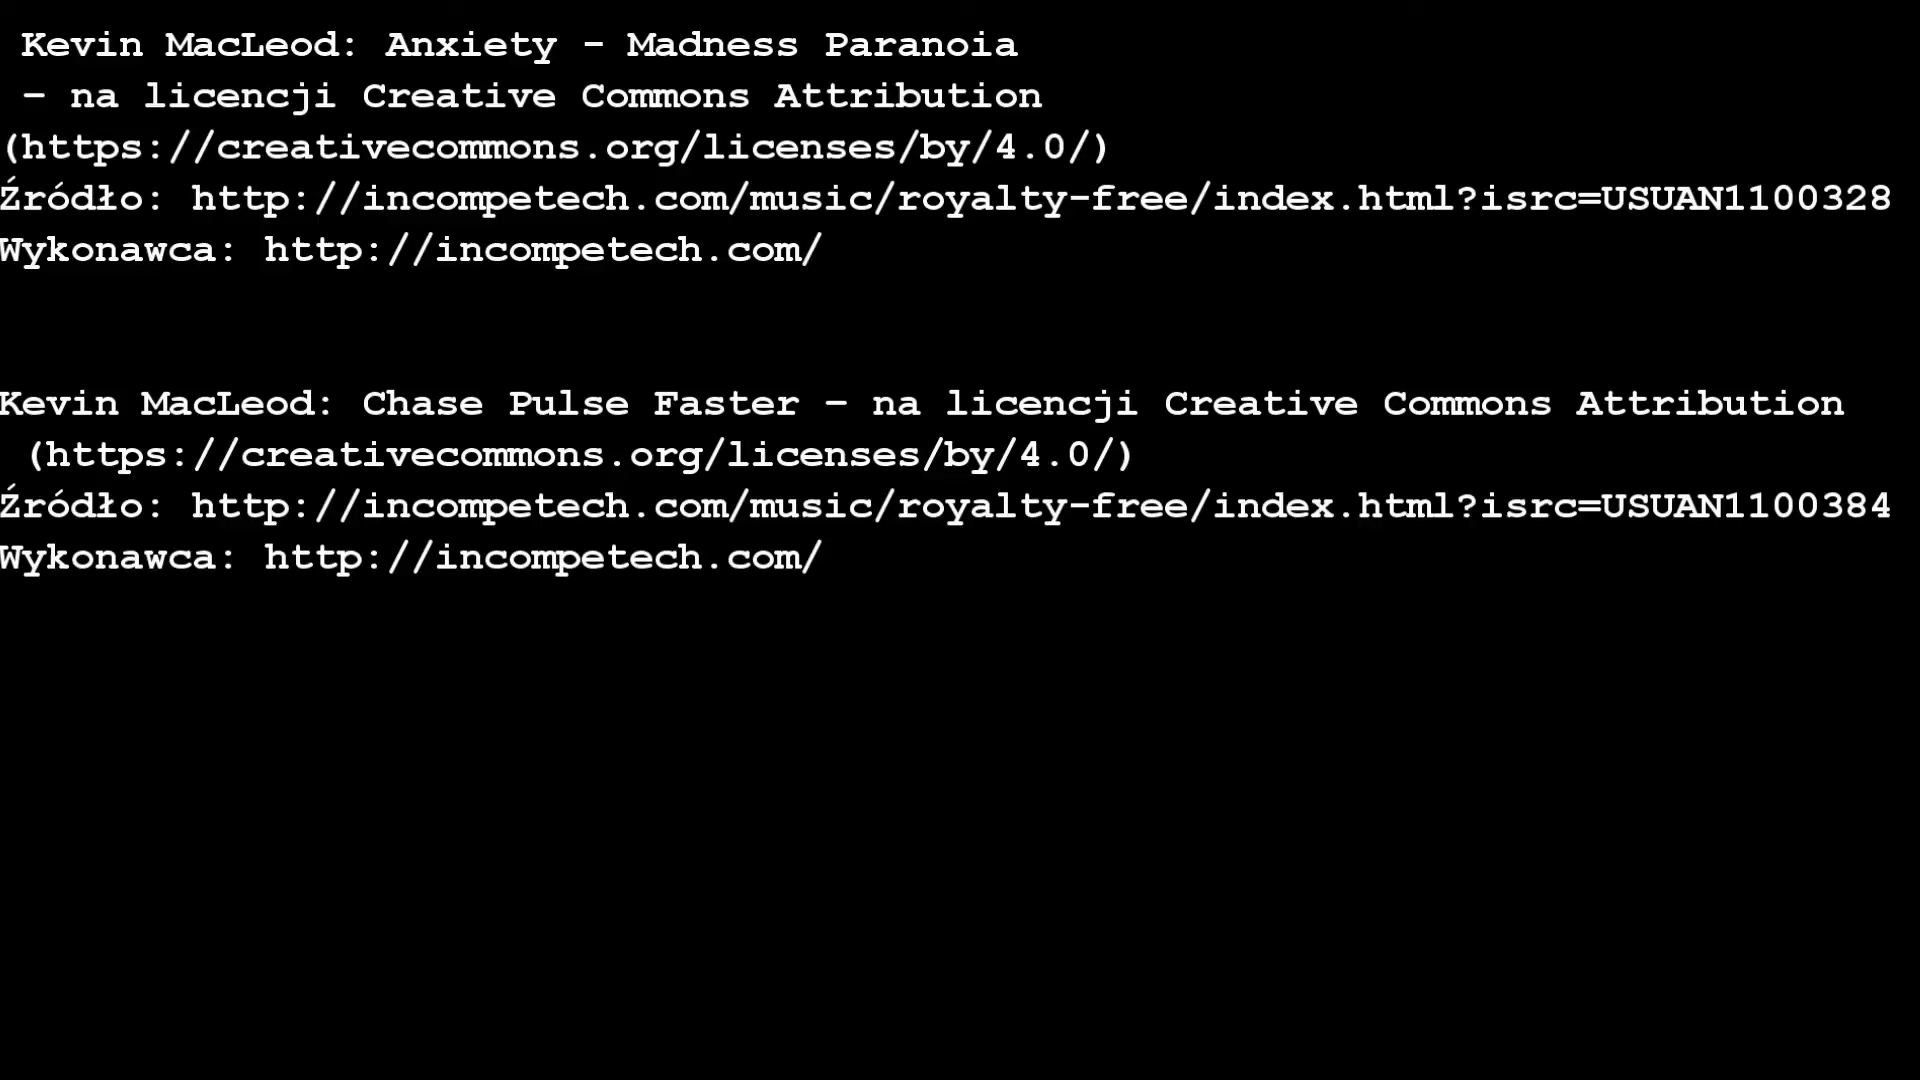 Kevin MacLeod: Anxiety - Madness Paranoia
– na licencji Creative Commons Attribution
(https://creativecommons.org/licenses/by/4.0/)
Źródło: http://incompetech.com/music/royalty-free/index.html?isrc=USUAN1100328
Wykonawca: http://incompetech.com/
Kevin MacLeod: Chase Pulse Faster – na licencji Creative Commons Attribution
(https://creativecommons.org/licenses/by/4.0/)
Źródło: http://incompetech.com/music/royalty-free/index.html?isrc=USUAN1100384
Wykonawca: http://incompetech.com/